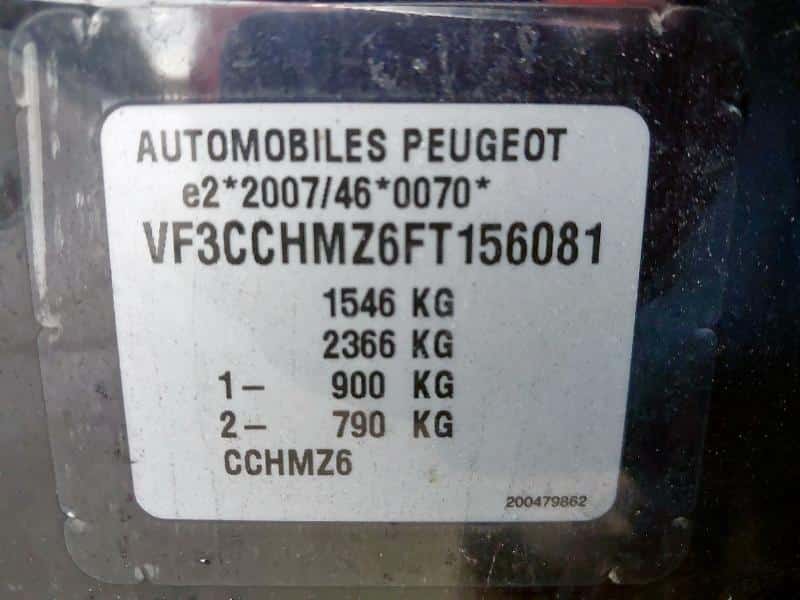 AUTOMOBILES PEUGEOT
e2*2007/46*0070*
VF3CCHMZ6FT156081
1546 KG
2366 KG
1- 900 KG
2- 790 KG
CCHMZ6
200479862